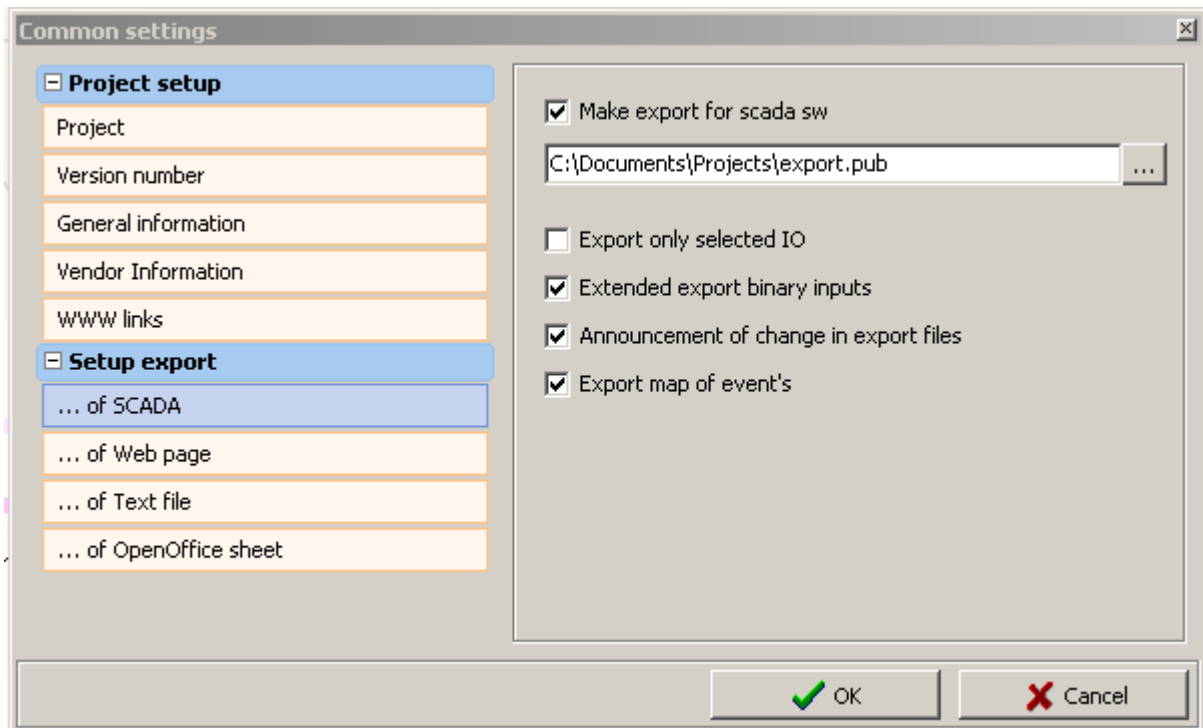 Common settings
Project setup
Project
Version number
General information
Vendor Information
WWW links
Setup export
... of SCADA
... of Web page
... of Text file
... of OpenOffice sheet
Make export for scada sw
C:\Documents\Projects\export.pub
...
Export only selected IO
Extended export binary inputs
Announcement of change in export files
Export map of event's
OK
Cancel